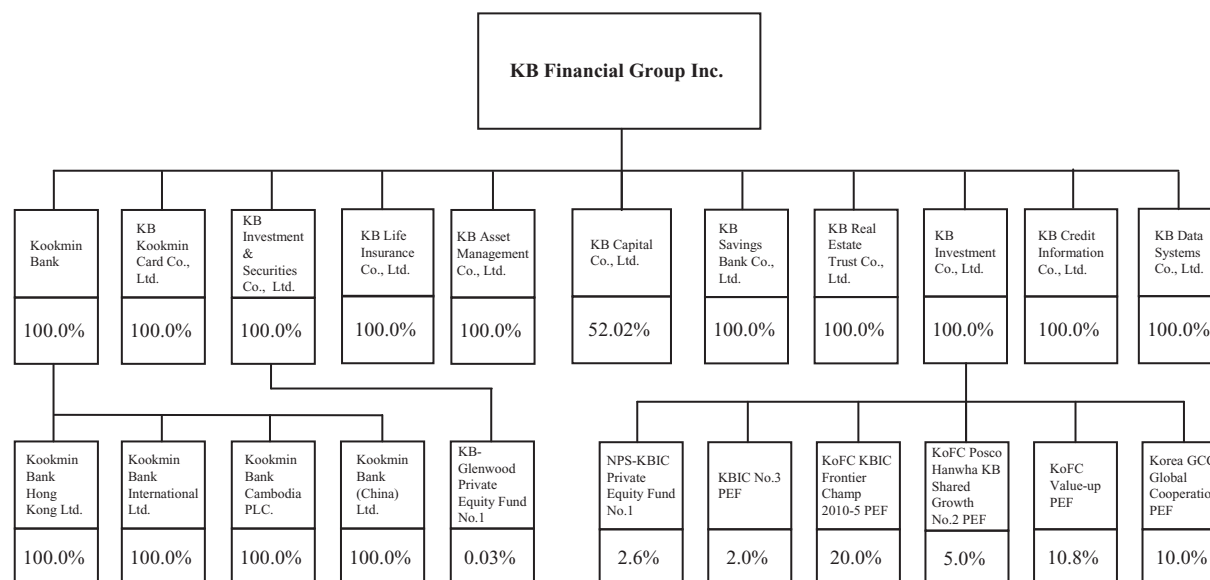 KB Financial Group Inc.
Kookmin
Bank
KB
Kookmin
Card Co.,
Ltd.
KB
Investment
&
Securities
Co., Ltd.
KB Life
Insurance
Co., Ltd.
KB Asset
Management
Co., Ltd.
KB Capital
Co., Ltd.
KB
Savings
Bank Co.,
Ltd.
KB Real
Estate
Trust Co.,
Ltd.
KB
Investment
Co., Ltd.
KB Credit
Information
Co., Ltd.
KB Data
Systems
Co., Ltd.
100.0%
100.0%
100.0%
100.0%
100.0%
52.02%
100.0%
100.0%
100.0%
100.0%
100.0%
Kookmin
Bank
Hong
Kong Ltd.
Kookmin
Bank
International
Ltd.
Kookmin
Bank
Cambodia
PLC.
Kookmin
Bank
(China)
Ltd.
KB-
Glenwood
Private
Equity Fund
No.1
NPS-KBIC
Private
Equity Fund
No.1
KBIC No.3
PEF
KoFC KBIC
Frontier
Champ
2010-5 PEF
KoFC Posco
Hanwha KB
Shared
Growth
No.2 PEF
KoFC
Value-up
PEF
Korea GCC
Global
Cooperation
PEF
100.0%
100.0%
100.0%
100.0%
0.03%
2.6%
2.0%
20.0%
5.0%
10.8%
10.0%